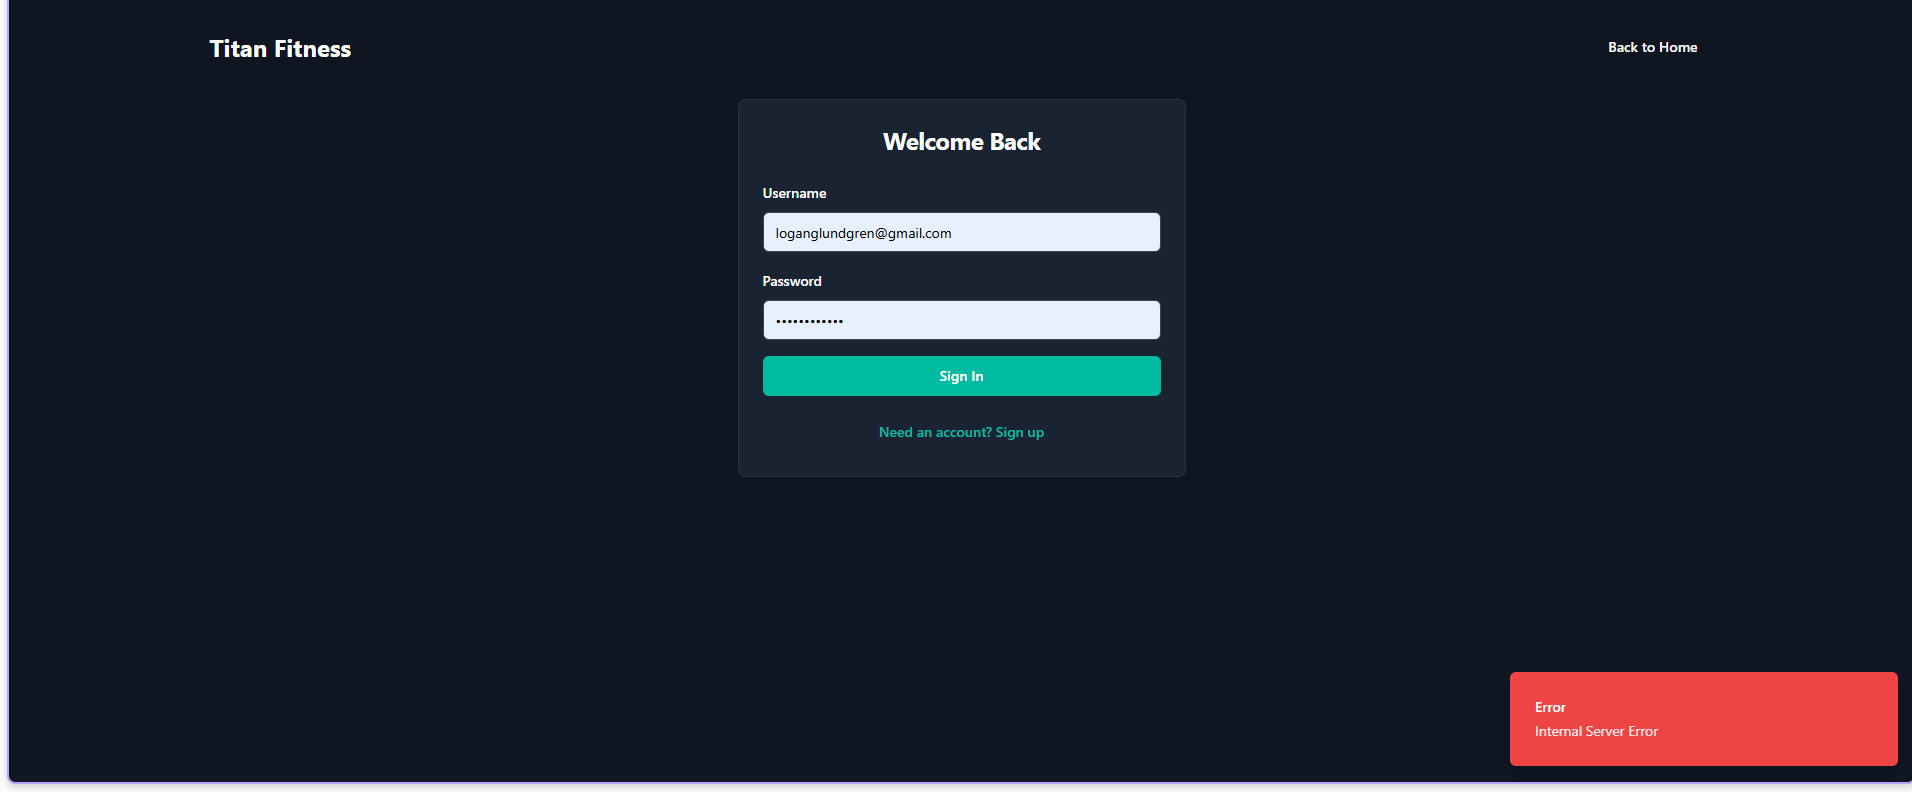 Titan Fitness
Back to Home
Welcome Back
Username
loganglundgren@gmail.com
Password
••••••••••••
Sign In
Need an account? Sign up
Error
Internal Server Error